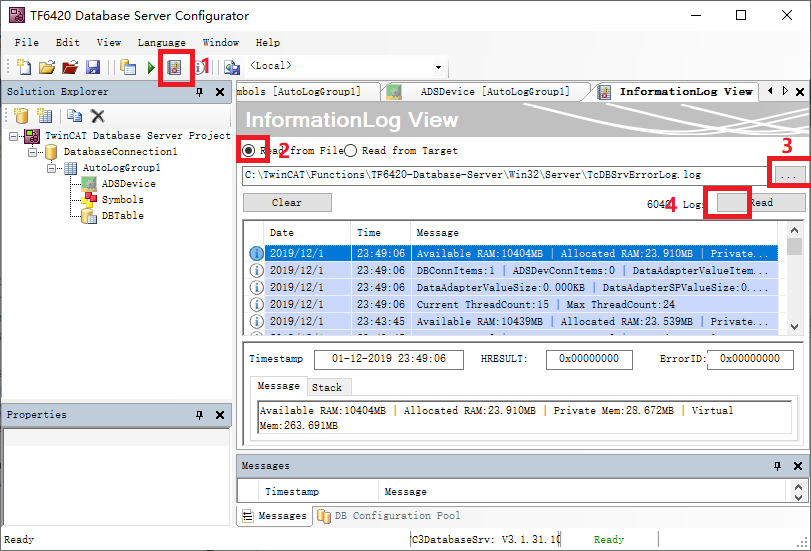 TF6420 Database Server Configurator
File Edit View Language Window Help
1 <Local>
Solution Explorer
mbols [AutoLogGroup1] ADSDevice [AutoLogGroup1] InformationLog View
InformationLog View
TwinCAT Database Server Project
DatabaseConnection1
AutoLogGroup1
ADSDevice
Symbols
DBTable
Read from File 2 Read from Target 3
C:\TwinCAT\Functions\TF6420-Database-Server\Win32\Server\TcDBSrvErrorLog.log ...
Clear 4 Read
Date Time Message
2019/12/1 23:49:06 Available RAM:10404MB | Allocated RAM:23.910MB | Private...
2019/12/1 23:49:06 DBConnItems:1 | ADSDevConnItems:0 | DataAdapterValueItem...
2019/12/1 23:49:06 DataAdapterValueSize:0.000KB | DataAdapterSPValueSize:0....
2019/12/1 23:49:06 Current ThreadCount:15 | Max ThreadCount:24
2019/12/1 23:43:45 Available RAM:10439MB | Allocated RAM:23.539MB | Private...
Timestamp 01-12-2019 23:49:06 HRESULT: 0x00000000 ErrorID: 0x00000000
Message Stack
Available RAM:10404MB | Allocated RAM:23.910MB | Private Mem:28.672MB | Virtual
Mem:263.691MB
Properties
Messages
Timestamp Message
Messages DB Configuration Pool
Ready C3DatabaseSrv: V3.1.31.1 Ready